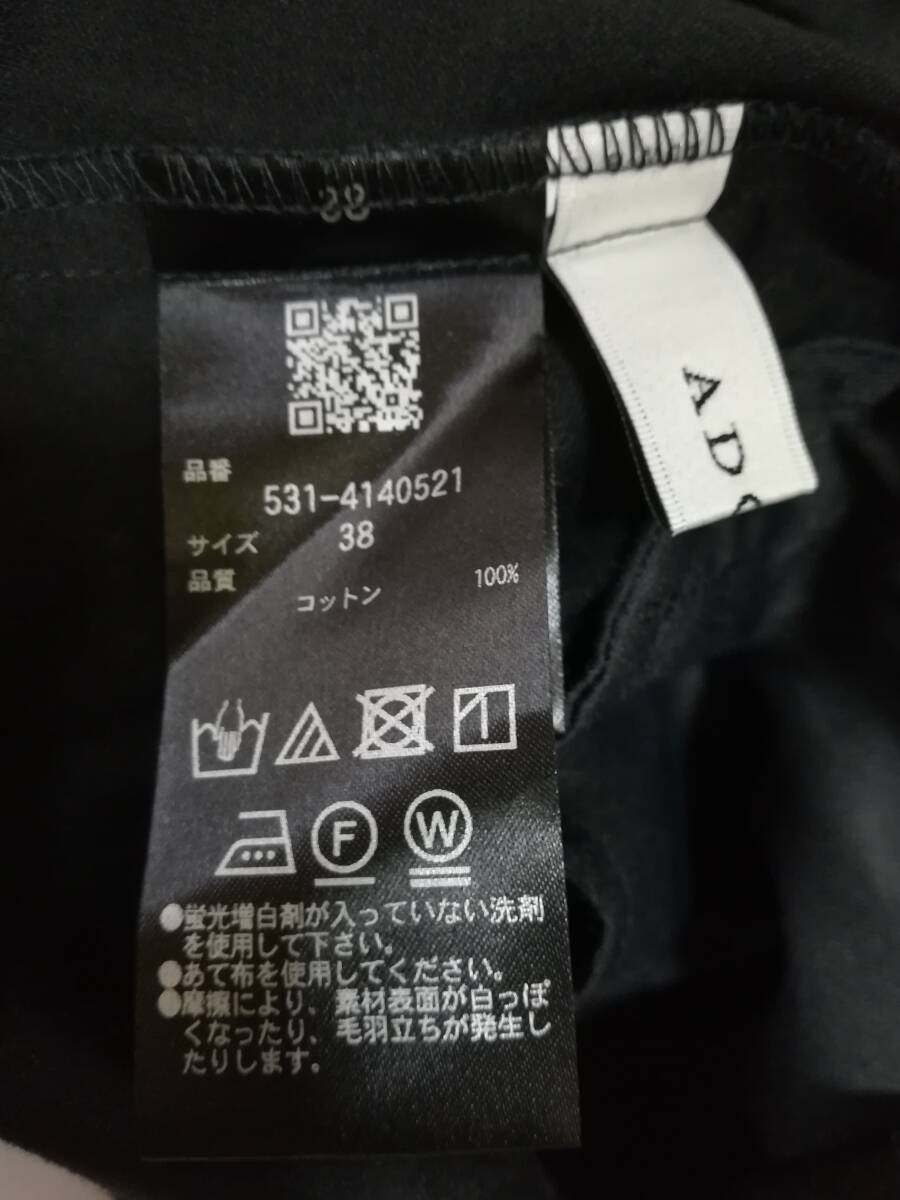 38
品番
531-4140521
サイズ 38
品質
コットン 100%
F W
●蛍光増白剤が入っていない洗剤
を使用して下さい。
●あて布を使用してください。
●摩擦により、素材表面が白っぽ
くなったり、毛羽立ちが発生し
たりします。
AD